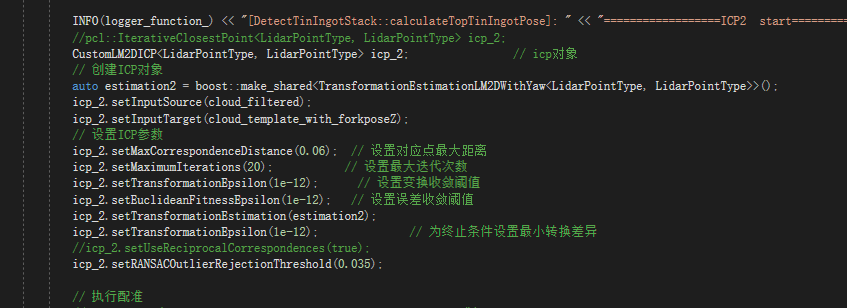 INFO(logger_function_) << "[DetectTinIngotStack::calculateTopTinIngotPose]: " << "==================ICP2  start=========
//pcl::IterativeClosestPoint<LidarPointType, LidarPointType> icp_2;
CustomLM2DICP<LidarPointType, LidarPointType> icp_2;  // icp对象
// 创建ICP对象
auto estimation2 = boost::make_shared<TransformationEstimationLM2DWithYaw<LidarPointType, LidarPointType>>();
icp_2.setInputSource(cloud_filtered);
icp_2.setInputTarget(cloud_template_with_forkposeZ);
// 设置ICP参数
icp_2.setMaxCorrespondenceDistance(0.06);  // 设置对应点最大距离
icp_2.setMaximumIterations(20);  // 设置最大迭代次数
icp_2.setTransformationEpsilon(1e-12);  // 设置变换收敛阈值
icp_2.setEuclideanFitnessEpsilon(1e-12);  // 设置误差收敛阈值
icp_2.setTransformationEstimation(estimation2);
icp_2.setTransformationEpsilon(1e-12);  // 为终止条件设置最小转换差异
//icp_2.setUseReciprocalCorrespondences(true);
icp_2.setRANSACOutlierRejectionThreshold(0.035);
// 执行配准